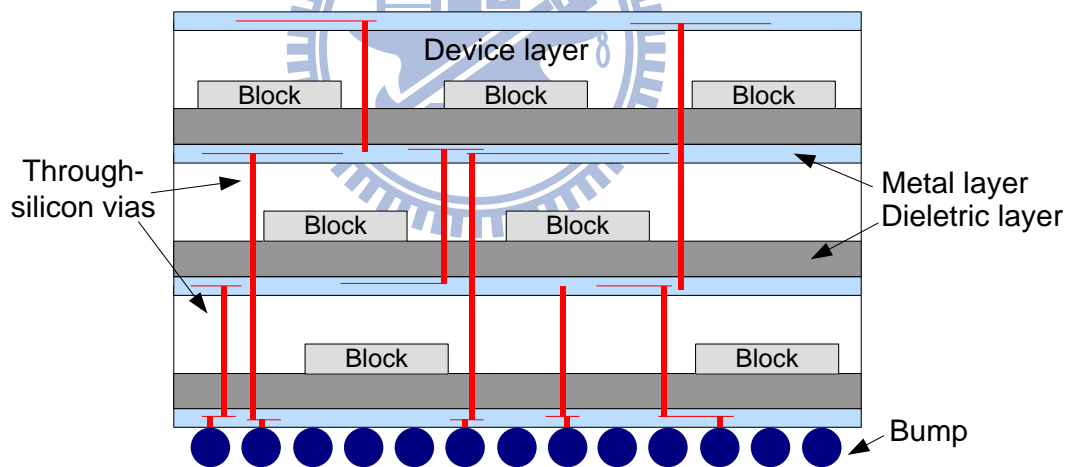 Device layer
Block
Block
Block
Through-
silicon vias
Metal layer
Dieletric layer
Block
Block
Block
Block
Bump